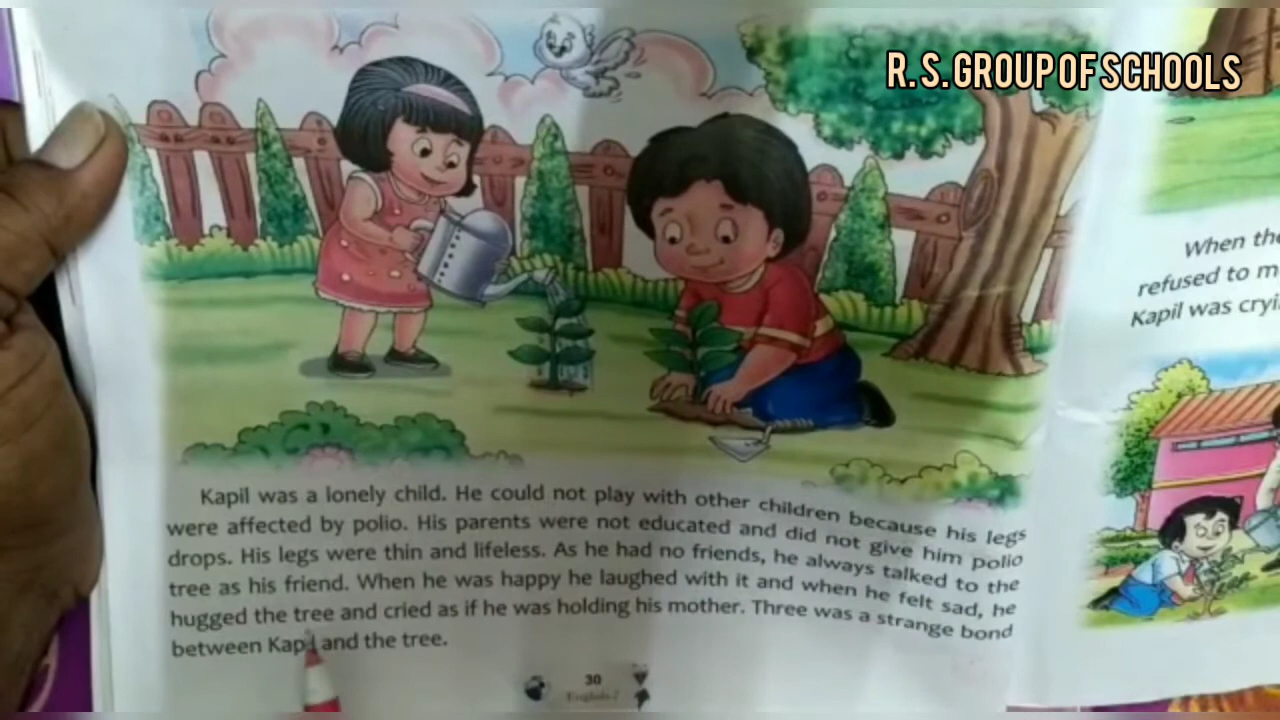 R. S. GROUP OF SCHOOLS
Kapil was a lonely child. He could not play with other children because his legs
were affected by polio. His parents were not educated and did not give him polio
drops. His legs were thin and lifeless. As he had no friends, he always talked to the
tree as his friend. When he was happy he laughed with it and when he felt sad, he
hugged the tree and cried as if he was holding his mother. Three was a strange bond
between Kapil and the tree.
30
English-7
When the
refused to m
Kapil was cryi